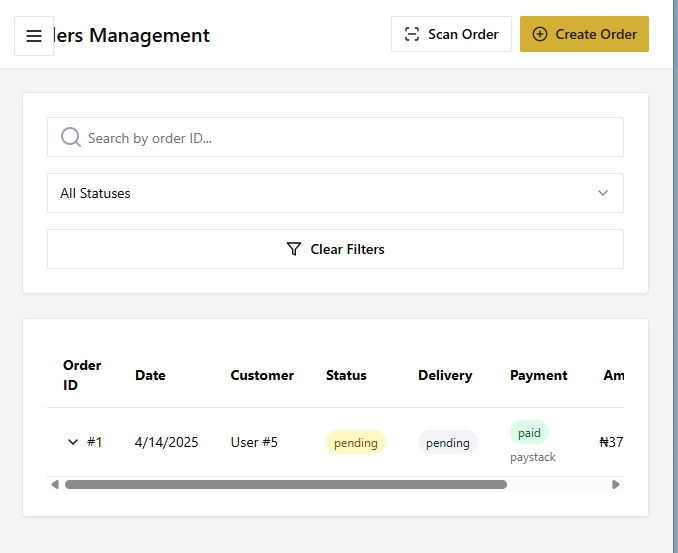 ders Management
Scan Order
Create Order
Search by order ID...
All Statuses
Clear Filters
Order ID
Date
Customer
Status
Delivery
Payment
Am
#1
4/14/2025
User #5
pending
pending
paid
paystack
₦37